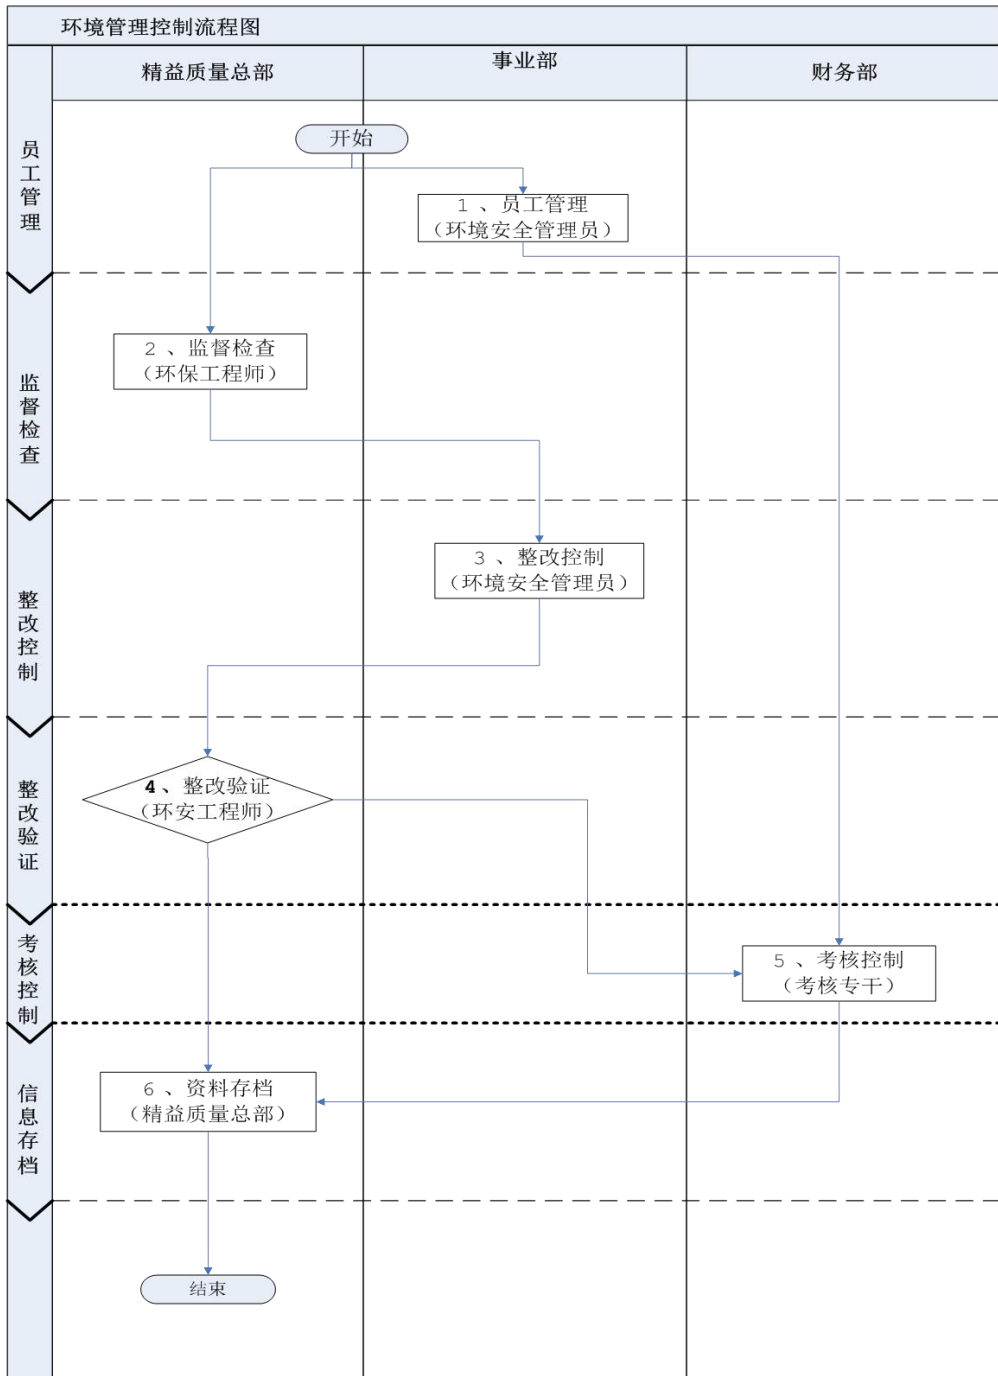 环境管理控制流程图
精益质量总部
事业部
财务部
员工管理
开始
1、员工管理
（环境安全管理员）
监督检查
2、监督检查
（环保工程师）
整改控制
3、整改控制
（环境安全管理员）
整改验证
4、整改验证
（环安工程师）
考核控制
5、考核控制
（考核专干）
信息存档
6、资料存档
（精益质量总部）
结束